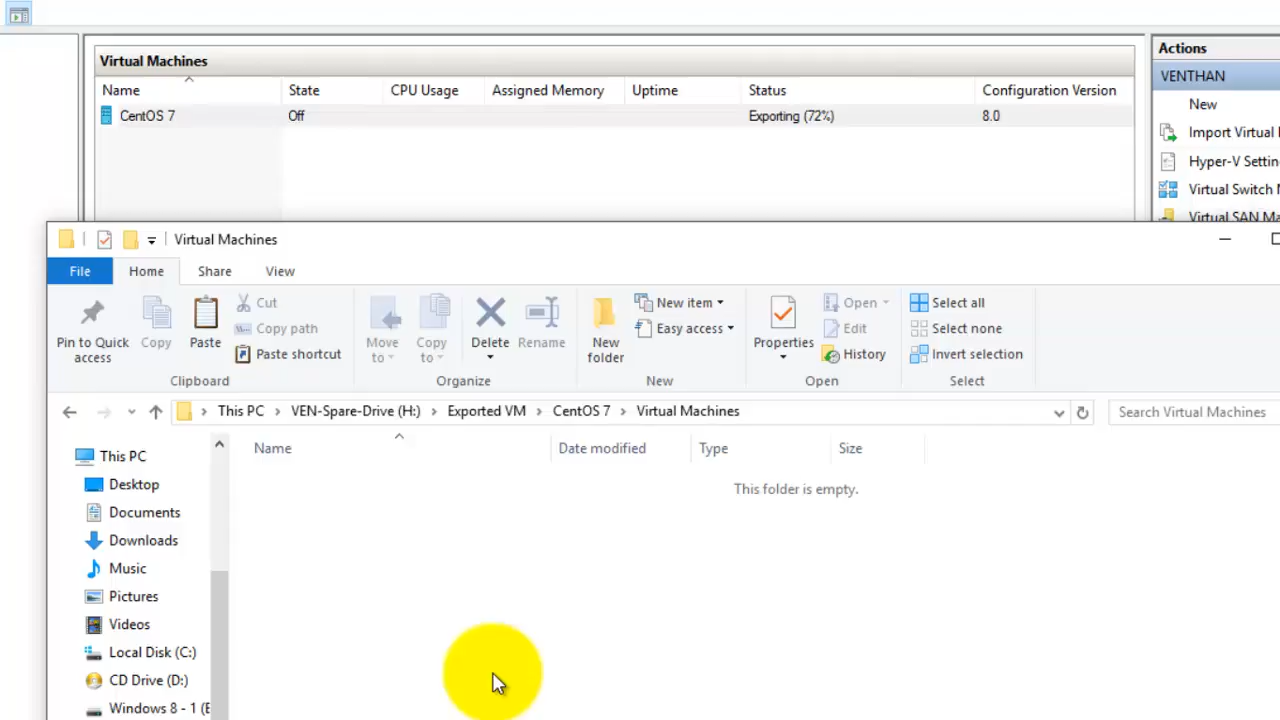 Virtual Machines
Actions
Name State CPU Usage Assigned Memory Uptime Status Configuration Version
VENTHAN
New
CentOS 7 Off Exporting (72%) 8.0
Import Virtual
Hyper-V Settin
Virtual Switch
Virtual SAN Ma
Virtual Machines
File Home Share View
Pin to Quick access
Copy
Paste
Cut
Copy path
Paste shortcut
Clipboard
Move to
Copy to
Delete
Rename
Organize
New folder
New item
Easy access
New
Properties
Open
Edit
History
Open
Select all
Select none
Invert selection
Select
This PC > VEN-Spare-Drive (H:) > Exported VM > CentOS 7 > Virtual Machines
Search Virtual Machines
Name Date modified Type Size
This folder is empty.
This PC
Desktop
Documents
Downloads
Music
Pictures
Videos
Local Disk (C:)
CD Drive (D:)
Windows 8 - 1 (E